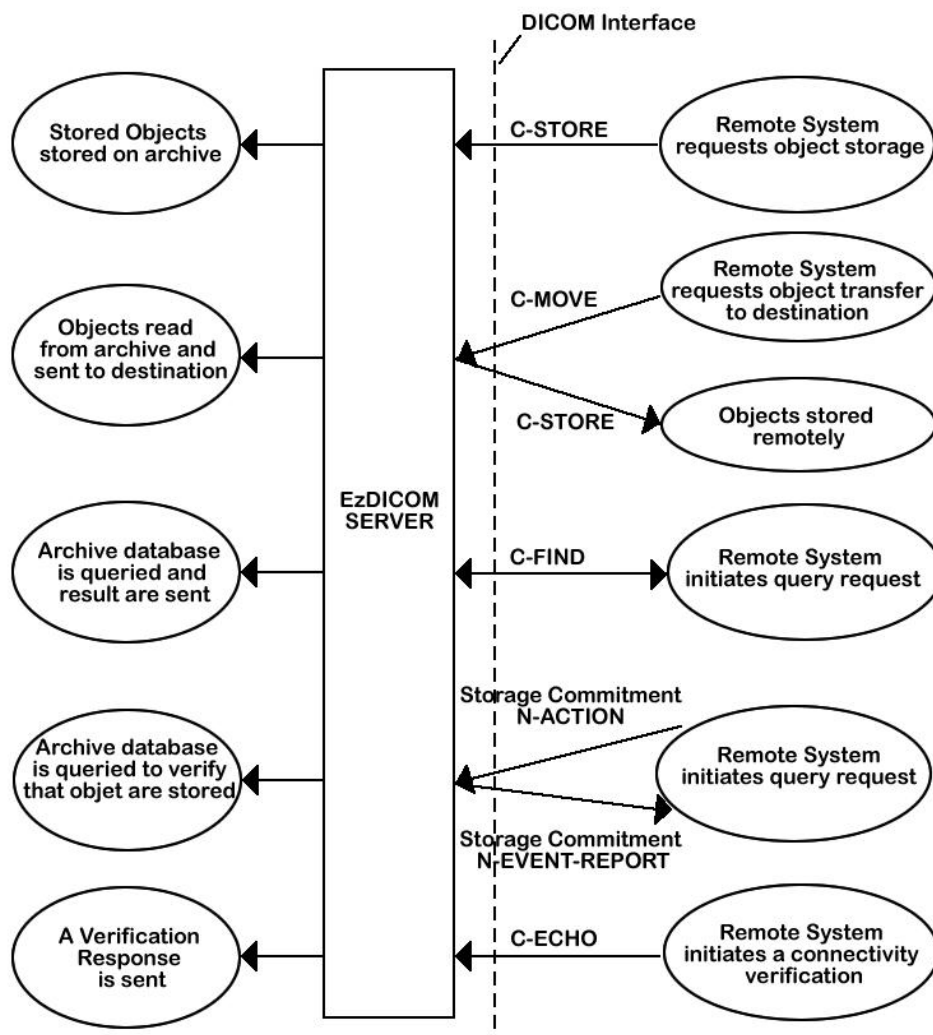 DICOM Interface
Stored Objects
stored on archive
C-STORE
Remote System
requests object storage
Objects read
from archive and
sent to destination
C-MOVE
Remote System
requests object transfer
to destination
C-STORE
Objects stored
remotely
EzDICOM
SERVER
Archive database
is queried and
result are sent
C-FIND
Remote System
initiates query request
Archive database
is queried to verify
that objet are stored
Storage Commitment
N-ACTION
Remote System
initiates query request
Storage Commitment
N-EVENT-REPORT
A Verification
Response
is sent
C-ECHO
Remote System
initiates a connectivity
verification